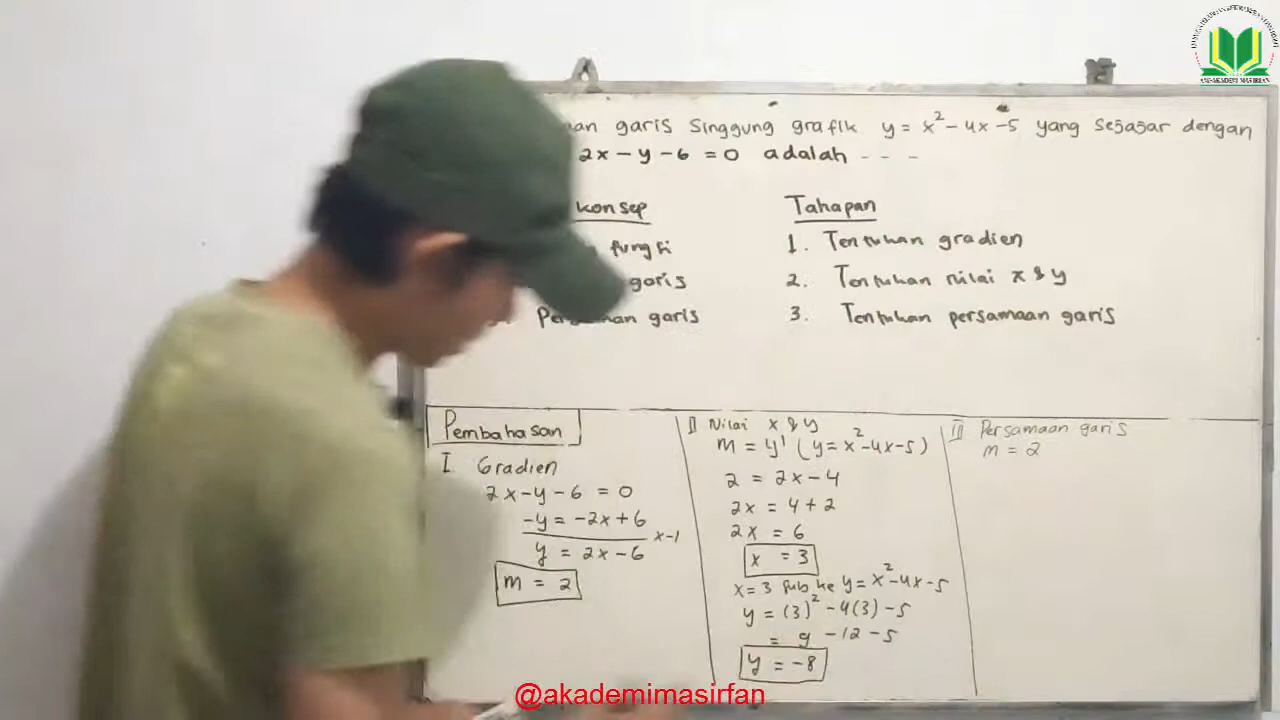 garis singgung grafik y = x² - 4x - 5 yang sejajar dengan
2x - y - 6 = 0 adalah - - -
konsep
fungsi
garis
garis
Tahapan
1. Tentukan gradien
2. Tentukan nilai x & y
3. Tentukan persamaan garis
Pembahasan
I Gradien
2x - y - 6 = 0
-y = -2x + 6
x-1
y = 2x - 6
m = 2
II Nilai x & y
m = y' (y = x² - 4x - 5)
2 = 2x - 4
2x = 4 + 2
2x = 6
x = 3
x = 3 sub ke y = x² - 4x - 5
y = (3)² - 4(3) - 5
= 9 - 12 - 5
y = -8
III Persamaan garis
m = 2
@akademimasirfan